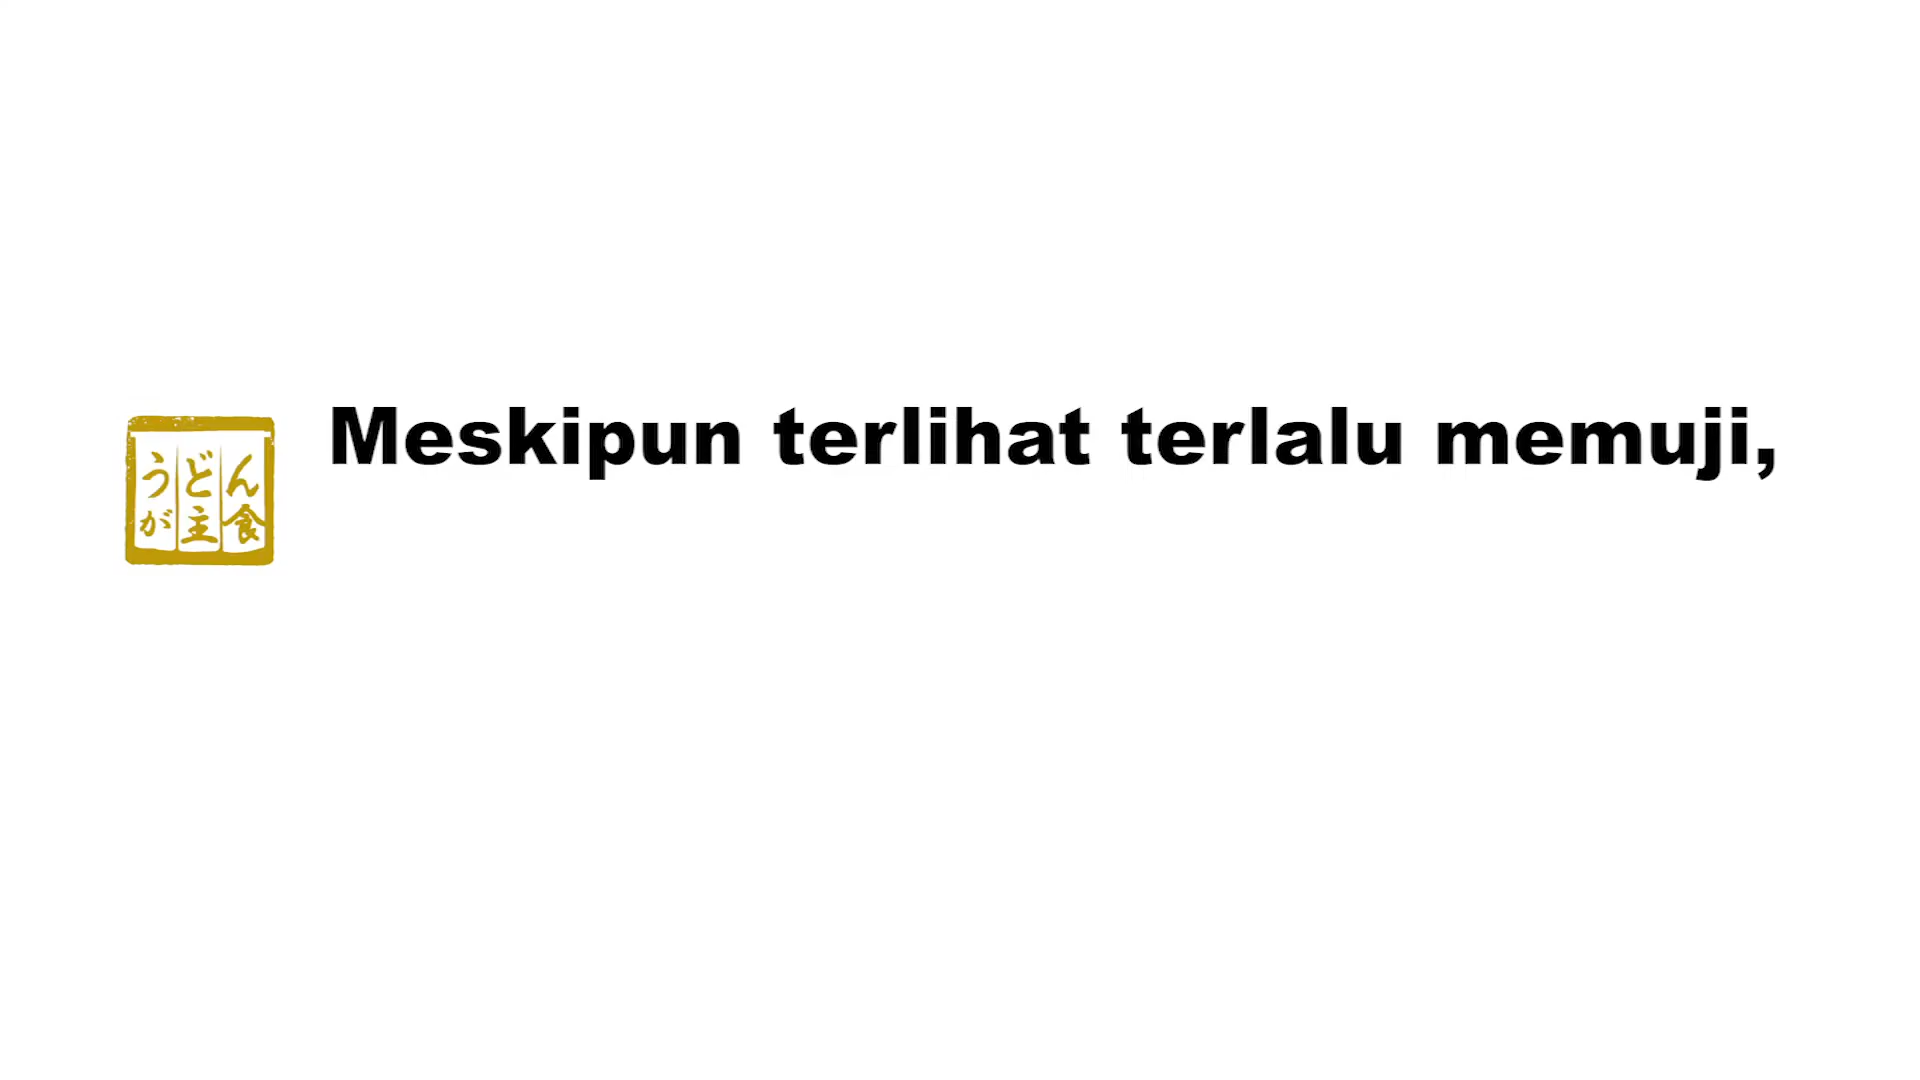 Meskipun terlihat terlalu memuji,
うどん
が主食